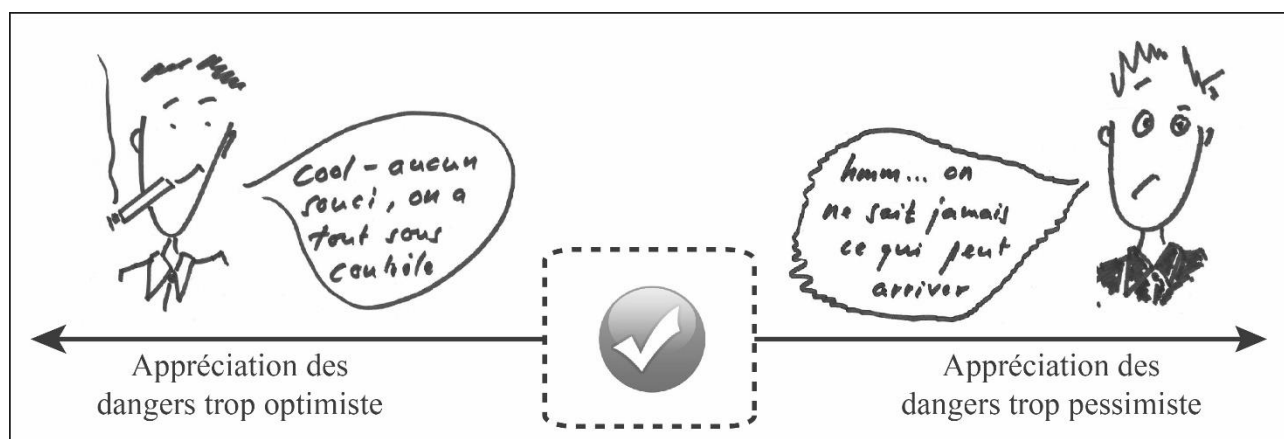 Cool - aucun
souci, on a
tout sous
contrôle
hmm... on
ne sait jamais
ce qui peut
arriver
Appréciation des
dangers trop optimiste
Appréciation des
dangers trop pessimiste